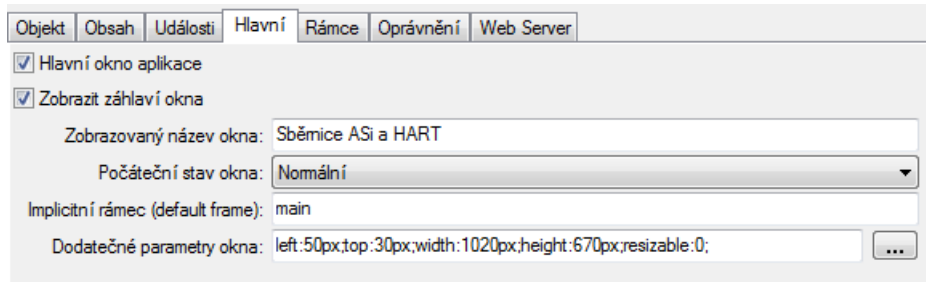 Objekt Obsah Události Hlavní Rámce Oprávnění Web Server
Hlavní okno aplikace
Zobrazit záhlaví okna
Zobrazovaný název okna: Sběrnice ASi a HART
Počáteční stav okna: Normální
Implicitní rámec (default frame): main
Dodatečné parametry okna: left:50px;top:30px;width:1020px;height:670px;resizable:0; ...